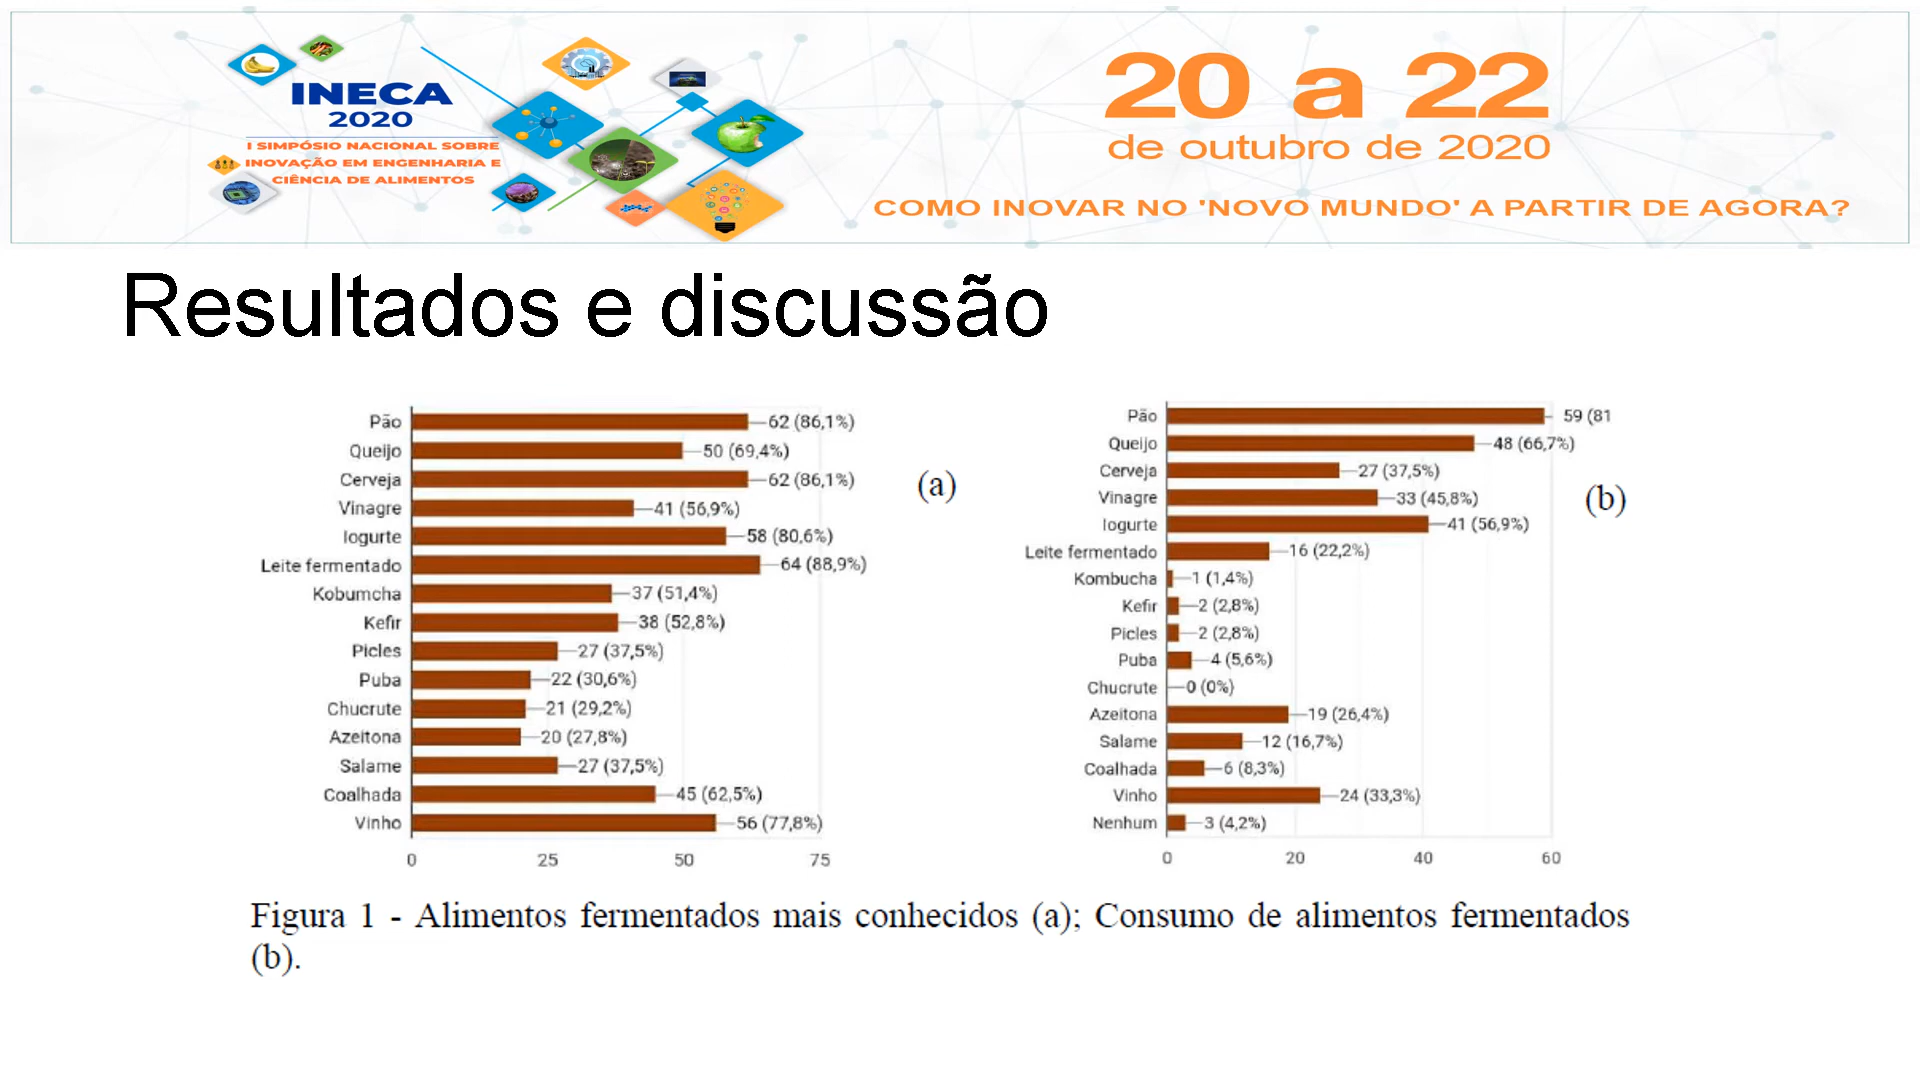 INECA
2020
I SIMPÓSIO NACIONAL SOBRE
INOVAÇÃO EM ENGENHARIA E
CIÊNCIA DE ALIMENTOS
20 a 22
de outubro de 2020
COMO INOVAR NO 'NOVO MUNDO' A PARTIR DE AGORA?
Resultados e discussão
Pão 62 (86,1%)
Queijo 50 (69,4%)
Cerveja 62 (86,1%)
Vinagre 41 (56,9%)
Iogurte 58 (80,6%)
Leite fermentado 64 (88,9%)
Kobumcha 37 (51,4%)
Kefir 38 (52,8%)
Picles 27 (37,5%)
Puba 22 (30,6%)
Chucrute 21 (29,2%)
Azeitona 20 (27,8%)
Salame 27 (37,5%)
Coalhada 45 (62,5%)
Vinho 56 (77,8%)
0 25 50 75
(a)
Pão 59 (81
Queijo 48 (66,7%)
Cerveja 27 (37,5%)
Vinagre 33 (45,8%)
Iogurte 41 (56,9%)
Leite fermentado 16 (22,2%)
Kombucha 1 (1,4%)
Kefir 2 (2,8%)
Picles 2 (2,8%)
Puba 4 (5,6%)
Chucrute 0 (0%)
Azeitona 19 (26,4%)
Salame 12 (16,7%)
Coalhada 6 (8,3%)
Vinho 24 (33,3%)
Nenhum 3 (4,2%)
0 20 40 60
(b)
Figura 1 - Alimentos fermentados mais conhecidos (a); Consumo de alimentos fermentados
(b).